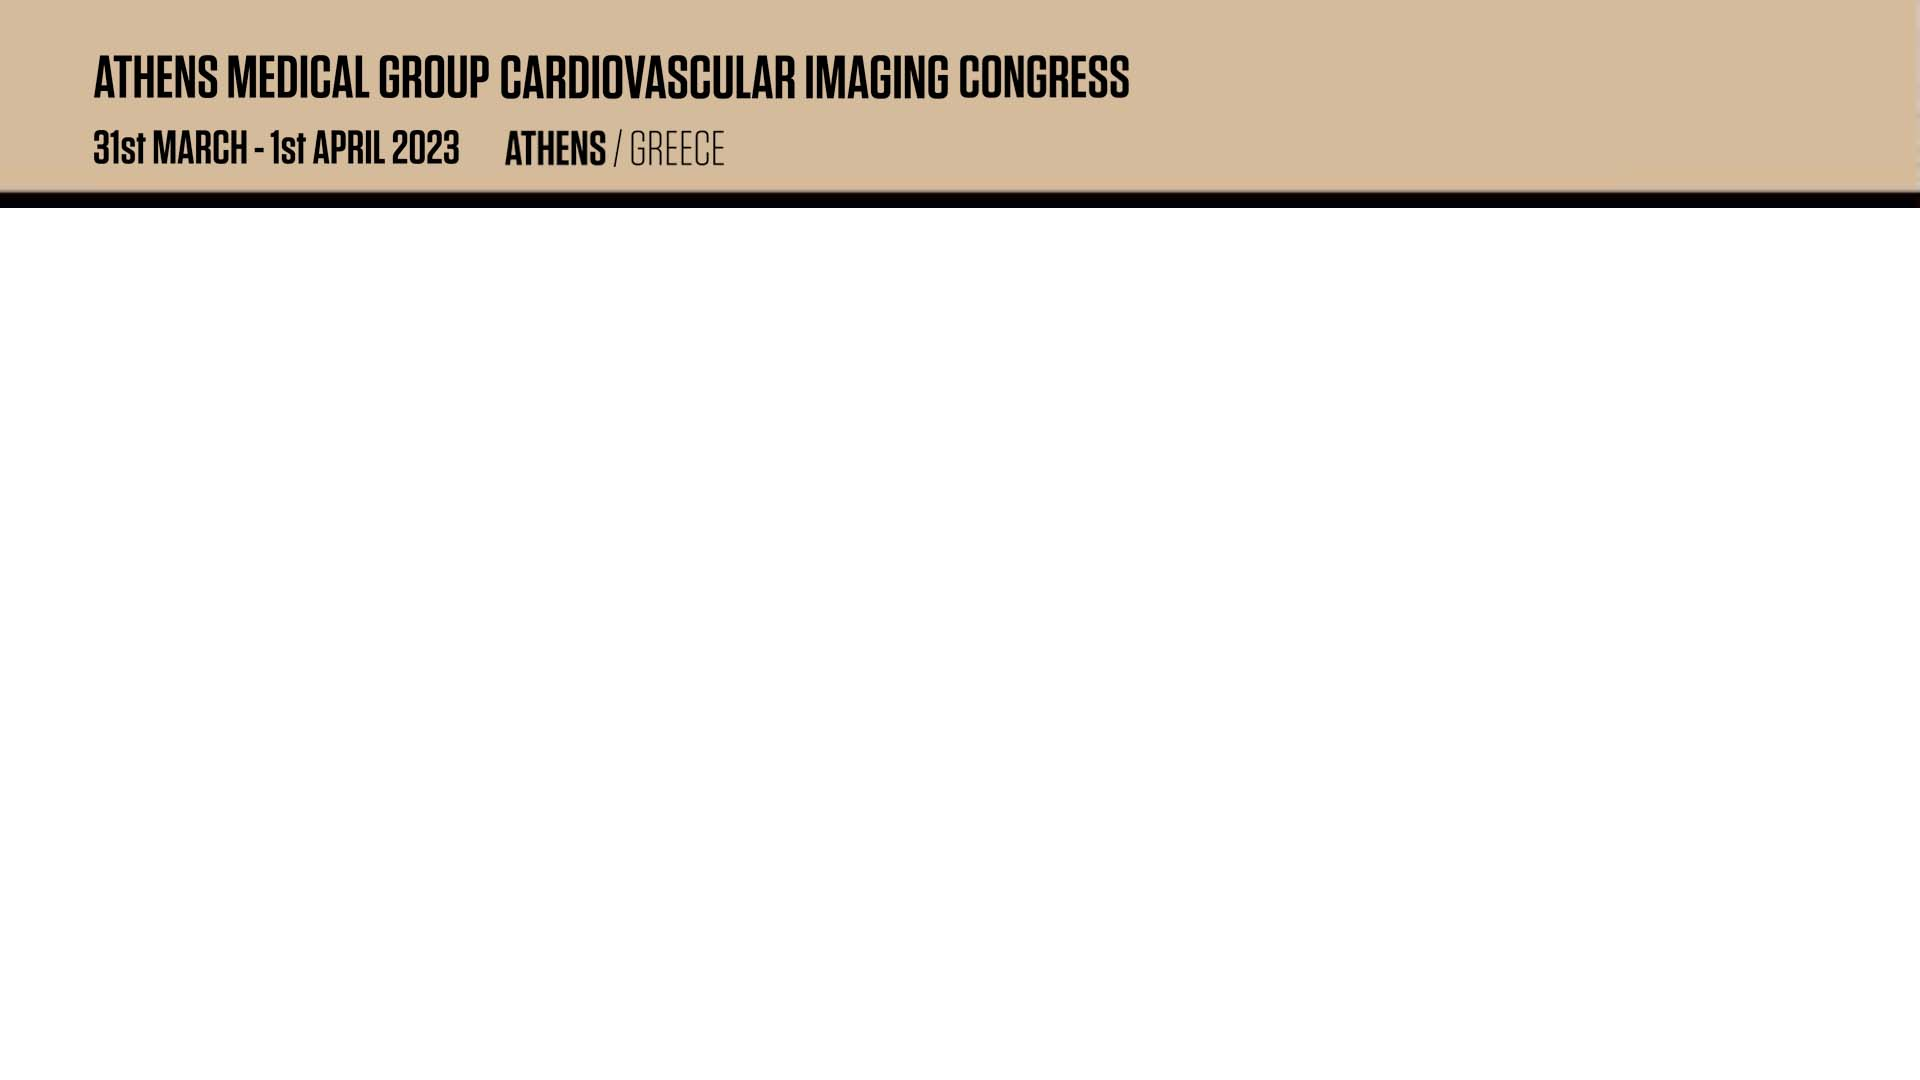 ATHENS MEDICAL GROUP CARDIOVASCULAR IMAGING CONGRESS
31st MARCH - 1st APRIL 2023 ATHENS / GREECE